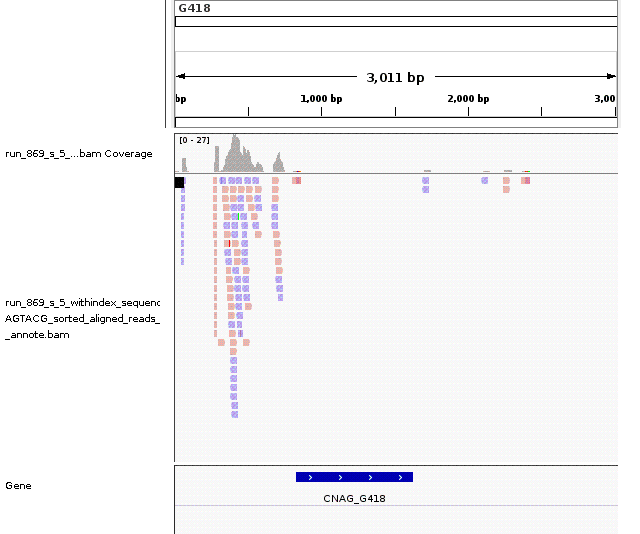 G418
3,011 bp
bp
1,000 bp
2,000 bp
3,00
[0 - 27]
run_869_s_5_...bam Coverage
run_869_s_5_withindex_sequenc
AGTACG_sorted_aligned_reads_
_annote.bam
Gene
CNAG_G418